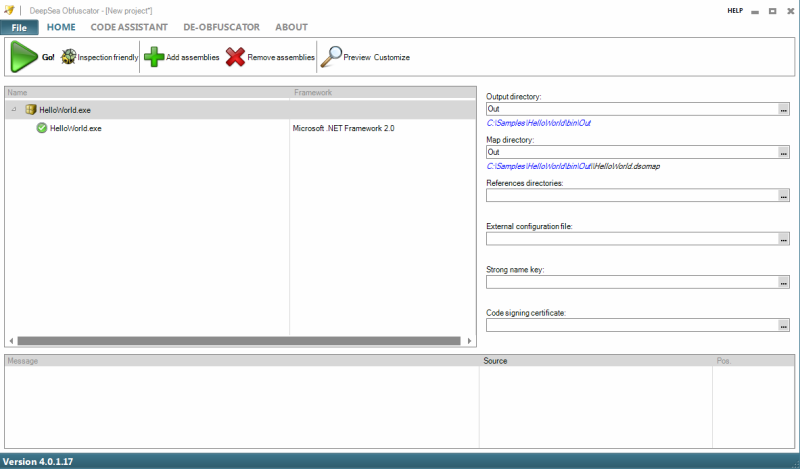 DeepSea Obfuscator - [New project*] HELP
File HOME CODE ASSISTANT DE-OBFUSCATOR ABOUT
Go! Inspection friendly Add assemblies Remove assemblies Preview Customize
Name Framework
HelloWorld.exe
HelloWorld.exe Microsoft .NET Framework 2.0
Output directory:
Out ...
C:\Samples\HelloWorld\bin\Out
Map directory:
Out ...
C:\Samples\HelloWorld\bin\Out\\HelloWorld.dsomap
References directories:
...
External configuration file:
...
Strong name key:
...
Code signing certificate:
...
Message Source Pos.
Version 4.0.1.17